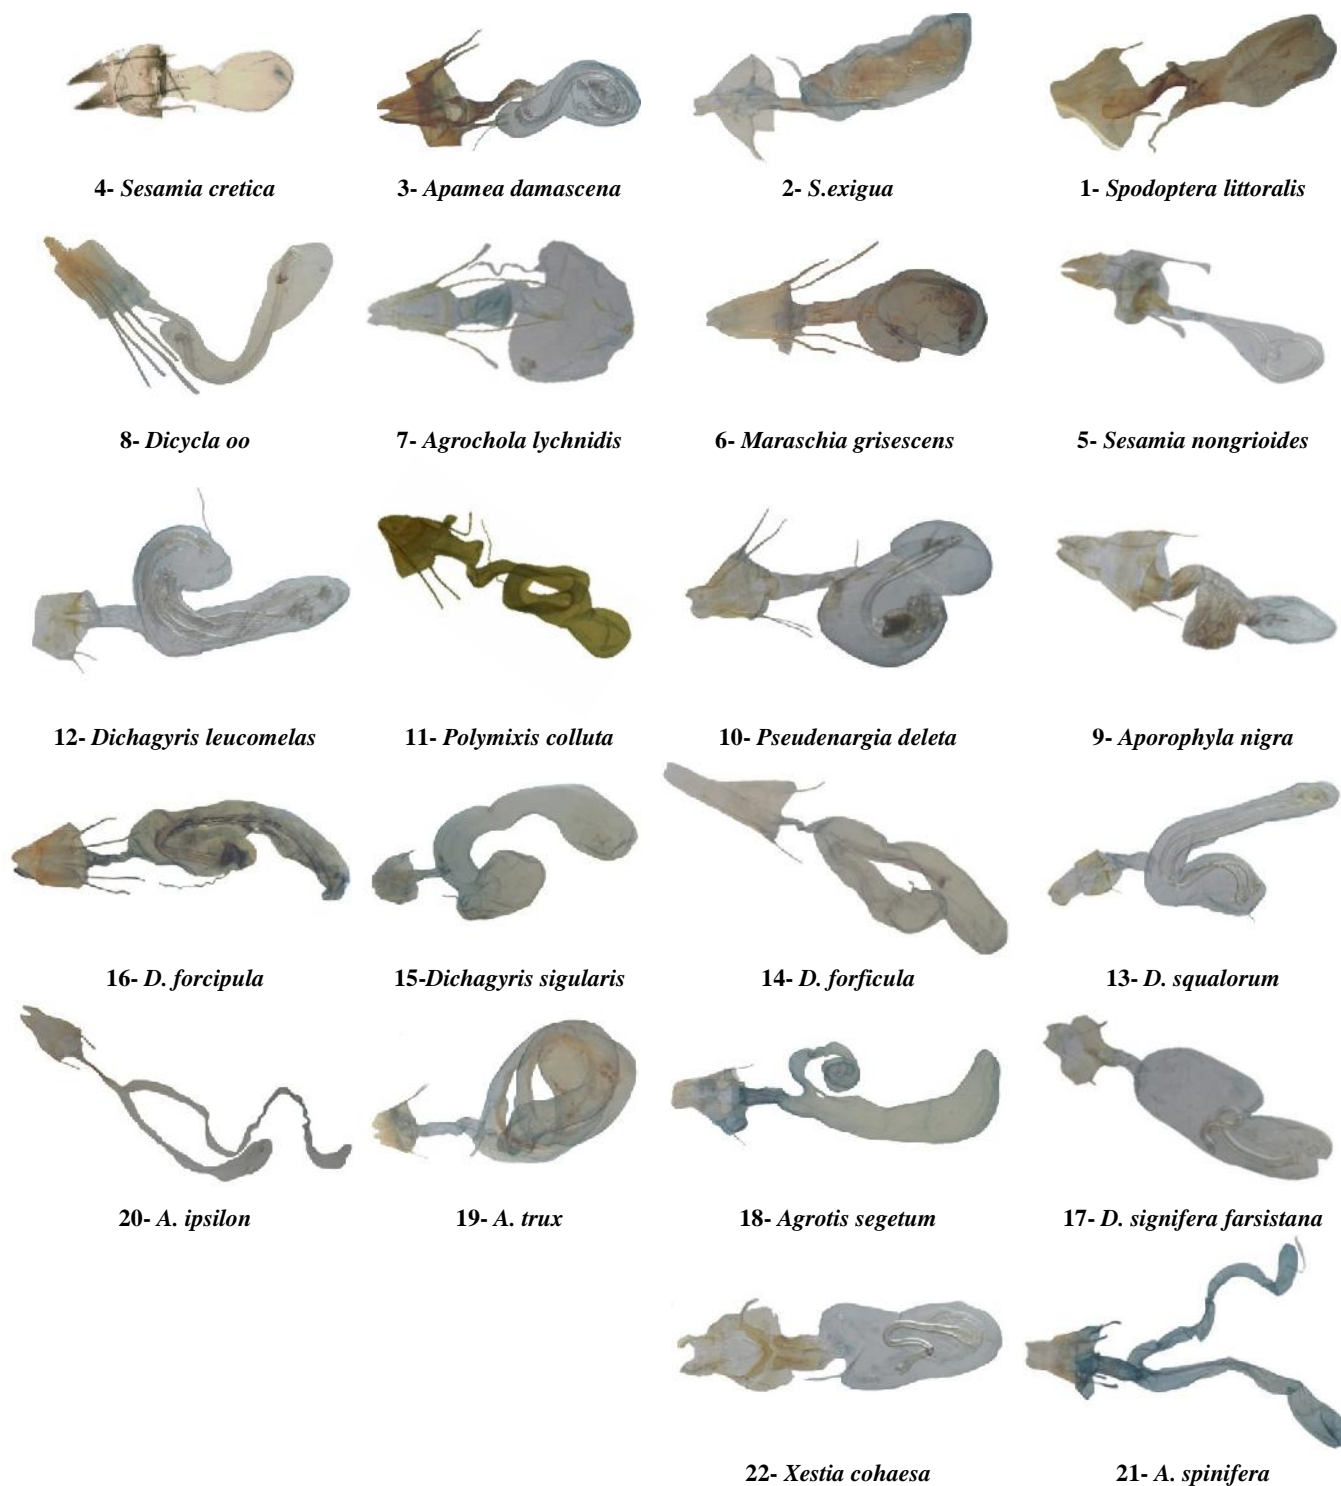 4- Sesamia cretica
3- Apamea damascena
2- S.exigua
1- Spodoptera littoralis
8- Dicycla oo
7- Agrochola lychnidis
6- Maraschia grisescens
5- Sesamia nongrioides
12- Dichagyris leucomelas
11- Polymixis colluta
10- Pseudenargia deleta
9- Aporophyla nigra
16- D. forcipula
15-Dichagyris sigularis
14- D. forficula
13- D. squalorum
20- A. ipsilon
19- A. trux
18- Agrotis segetum
17- D. signifera farsistana
22- Xestia cohaesa
21- A. spinifera